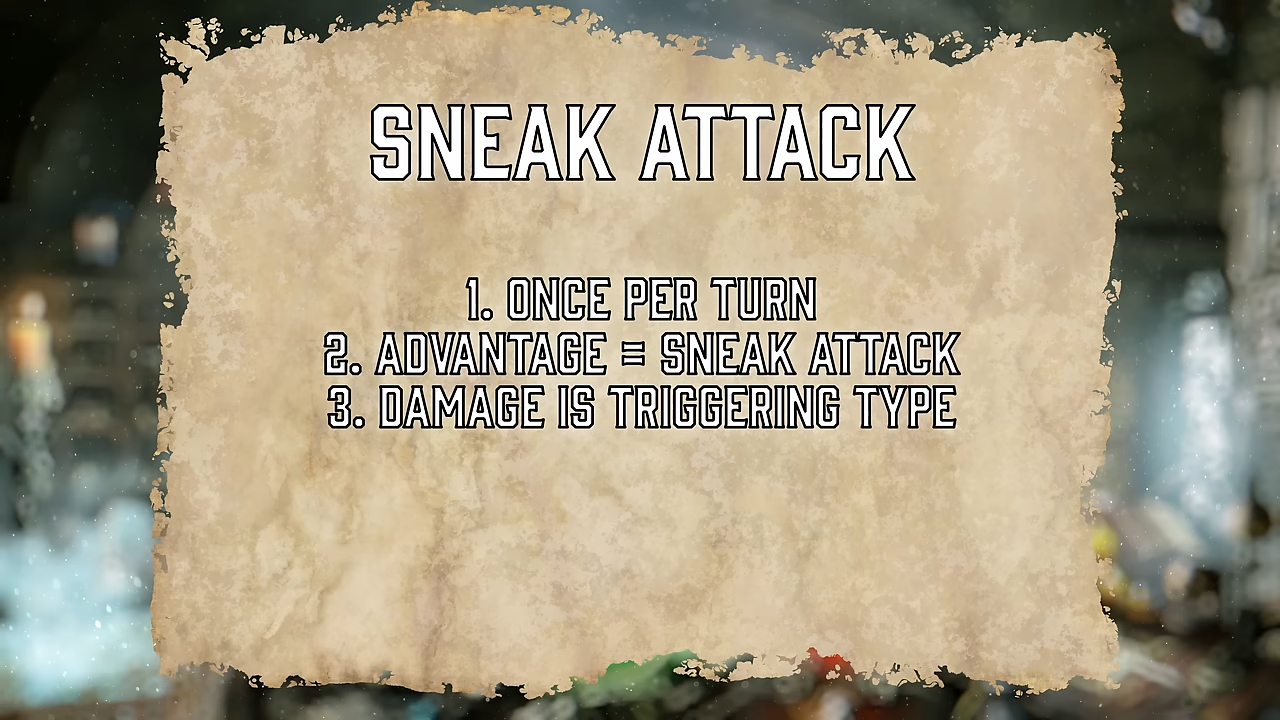 SNEAK ATTACK
1. ONCE PER TURN
2. ADVANTAGE = SNEAK ATTACK
3. DAMAGE IS TRIGGERING TYPE